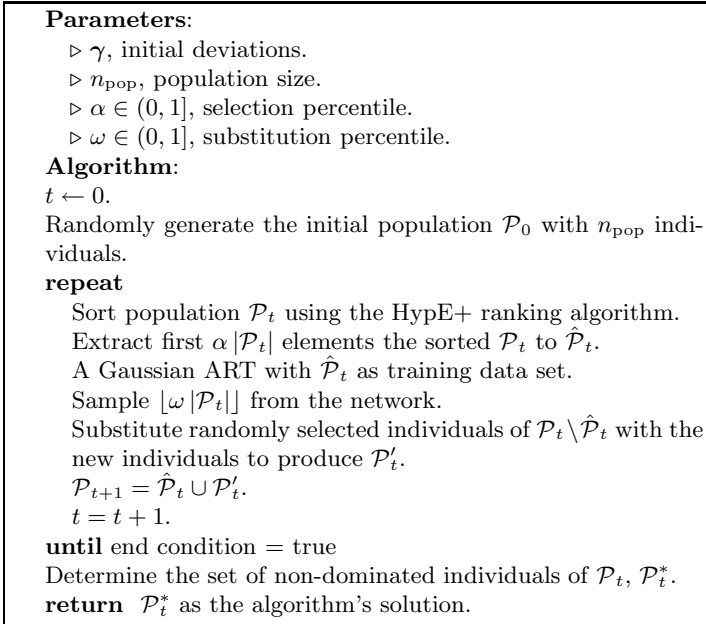 Parameters:
▷ γ, initial deviations.
▷ n_pop, population size.
▷ α ∈ (0, 1], selection percentile.
▷ ω ∈ (0, 1], substitution percentile.
Algorithm:
t ← 0.
Randomly generate the initial population 𝒫_0 with n_pop indi-
viduals.
repeat
Sort population 𝒫_t using the HypE+ ranking algorithm.
Extract first α |𝒫_t| elements the sorted 𝒫_t to 𝒫̂_t.
A Gaussian ART with 𝒫̂_t as training data set.
Sample ⌊ω |𝒫_t|⌋ from the network.
Substitute randomly selected individuals of 𝒫_t \ 𝒫̂_t with the
new individuals to produce 𝒫′_t.
𝒫_{t+1} = 𝒫̂_t ∪ 𝒫′_t.
t = t + 1.
until end condition = true
Determine the set of non-dominated individuals of 𝒫_t, 𝒫*_t.
return 𝒫*_t as the algorithm's solution.